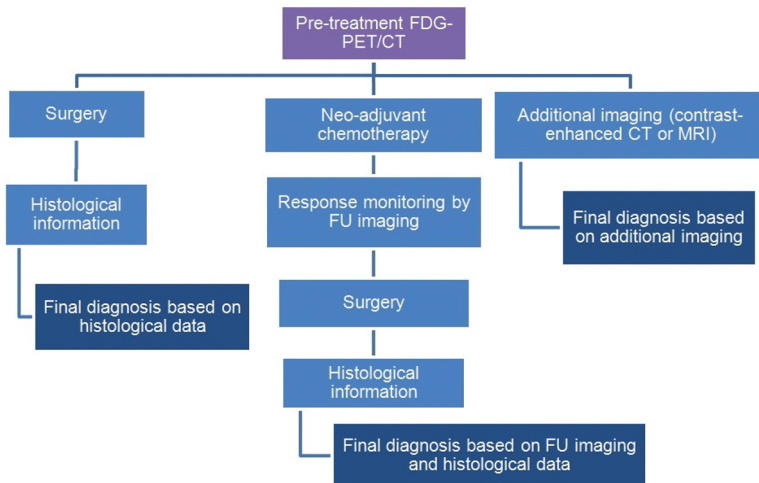 Pre-treatment FDG-
PET/CT
Surgery
Histological
information
Final diagnosis based on
histological data
Neo-adjuvant
chemotherapy
Response monitoring by
FU imaging
Surgery
Histological
information
Final diagnosis based on FU imaging
and histological data
Additional imaging (contrast-
enhanced CT or MRI)
Final diagnosis based
on additional imaging